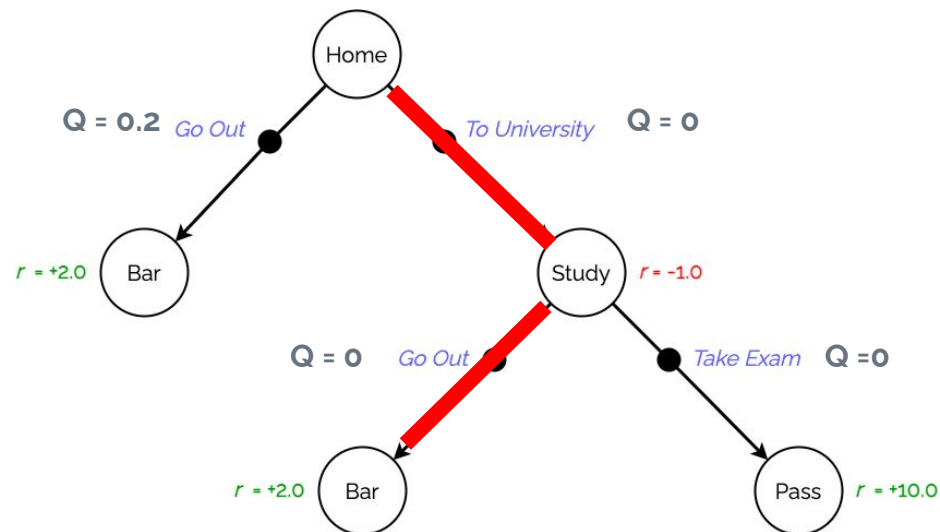 Home
Q = 0.2 Go Out
To University Q = 0
r = +2.0 Bar
Study r = -1.0
Q = 0 Go Out
Take Exam Q =0
r = +2.0 Bar
Pass r = +10.0